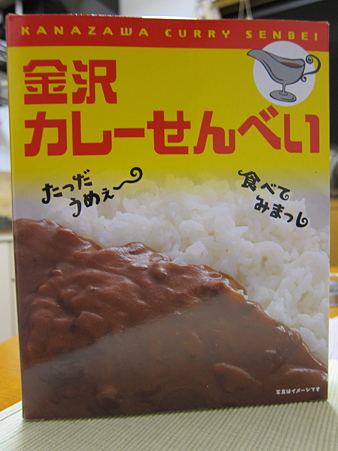 KANAZAWA CURRY SENBEI
金沢
カレーせんべい
たっだ
うめぇ～
食べて
みまっし
写真はイメージです